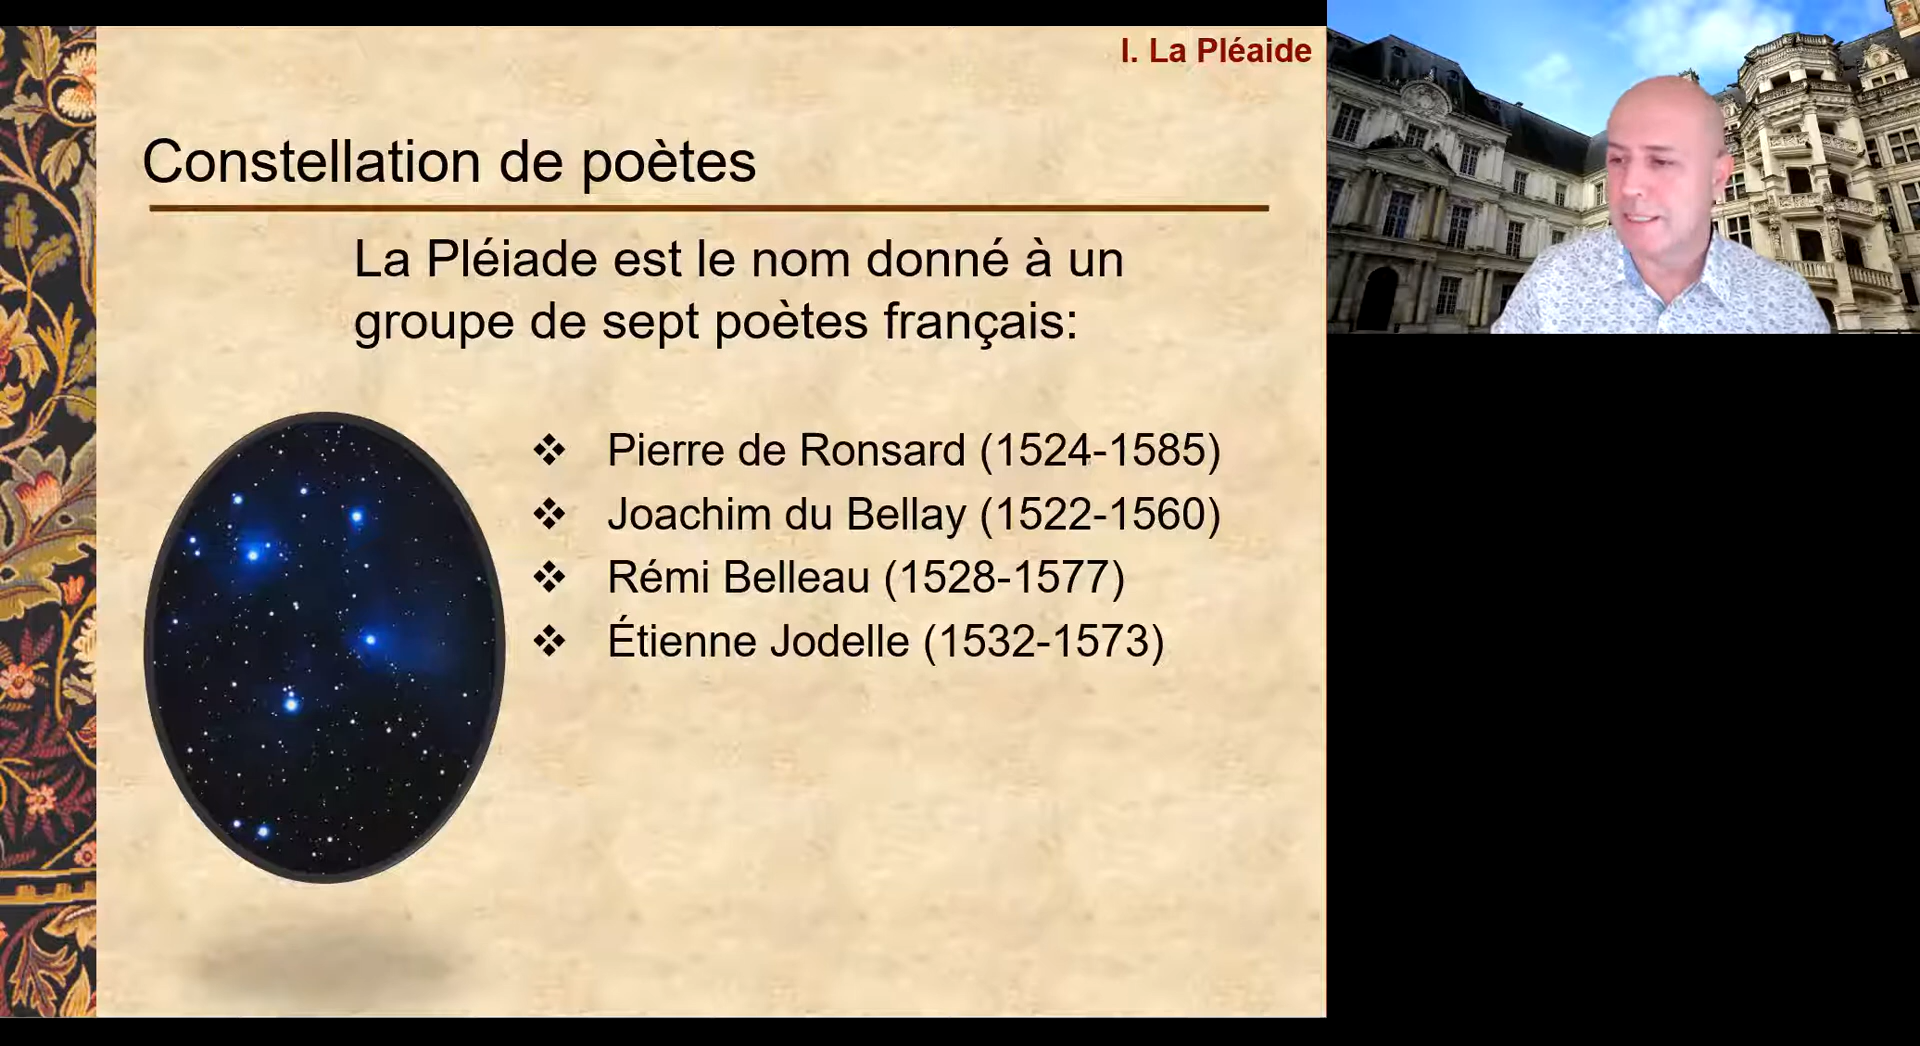 I. La Pléaide
Constellation de poètes
La Pléiade est le nom donné à un
groupe de sept poètes français:
❖ Pierre de Ronsard (1524-1585)
❖ Joachim du Bellay (1522-1560)
❖ Rémi Belleau (1528-1577)
❖ Étienne Jodelle (1532-1573)